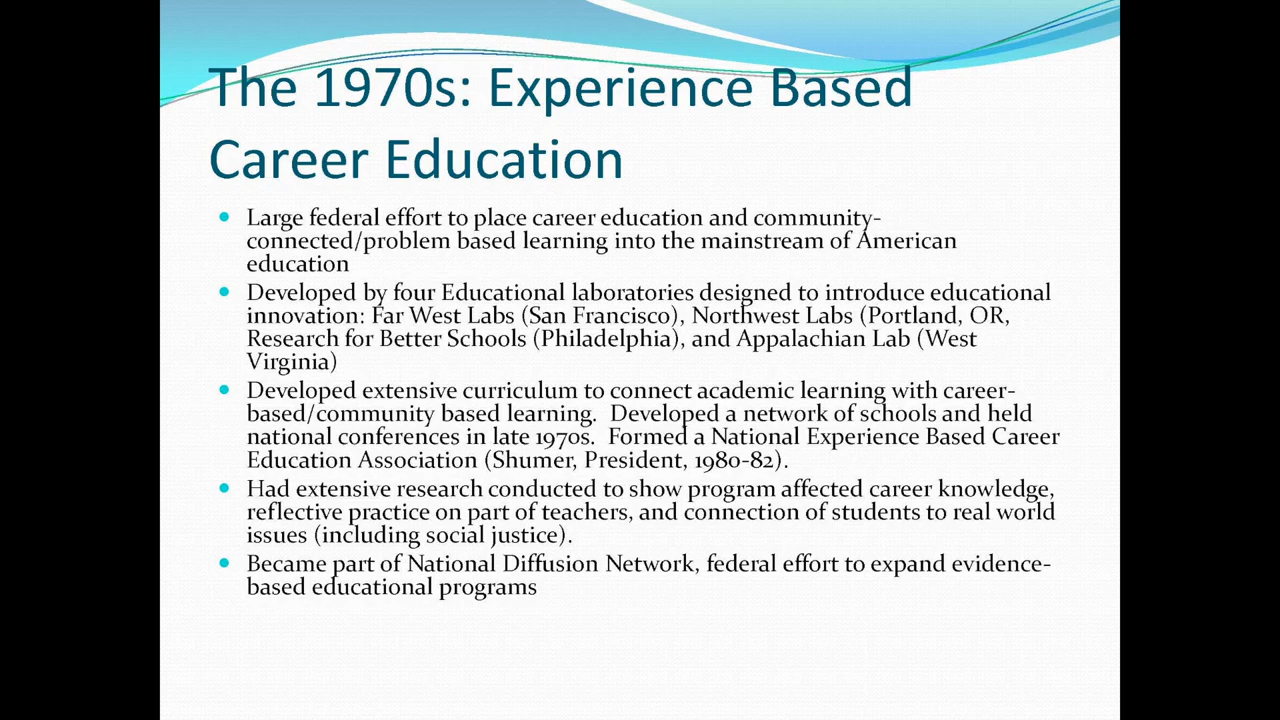 The 1970s: Experience Based
Career Education
Large federal effort to place career education and community-
connected/problem based learning into the mainstream of American
education
Developed by four Educational laboratories designed to introduce educational
innovation: Far West Labs (San Francisco), Northwest Labs (Portland, OR,
Research for Better Schools (Philadelphia), and Appalachian Lab (West
Virginia)
Developed extensive curriculum to connect academic learning with career-
based/community based learning.  Developed a network of schools and held
national conferences in late 1970s.  Formed a National Experience Based Career
Education Association (Shumer, President, 1980-82).
Had extensive research conducted to show program affected career knowledge,
reflective practice on part of teachers, and connection of students to real world
issues (including social justice).
Became part of National Diffusion Network, federal effort to expand evidence-
based educational programs